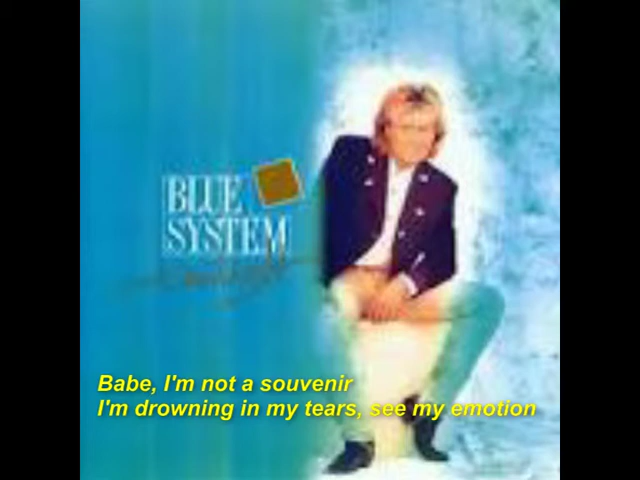 BLUE
SYSTEM
Babe, I'm not a souvenir
I'm drowning in my tears, see my emotion